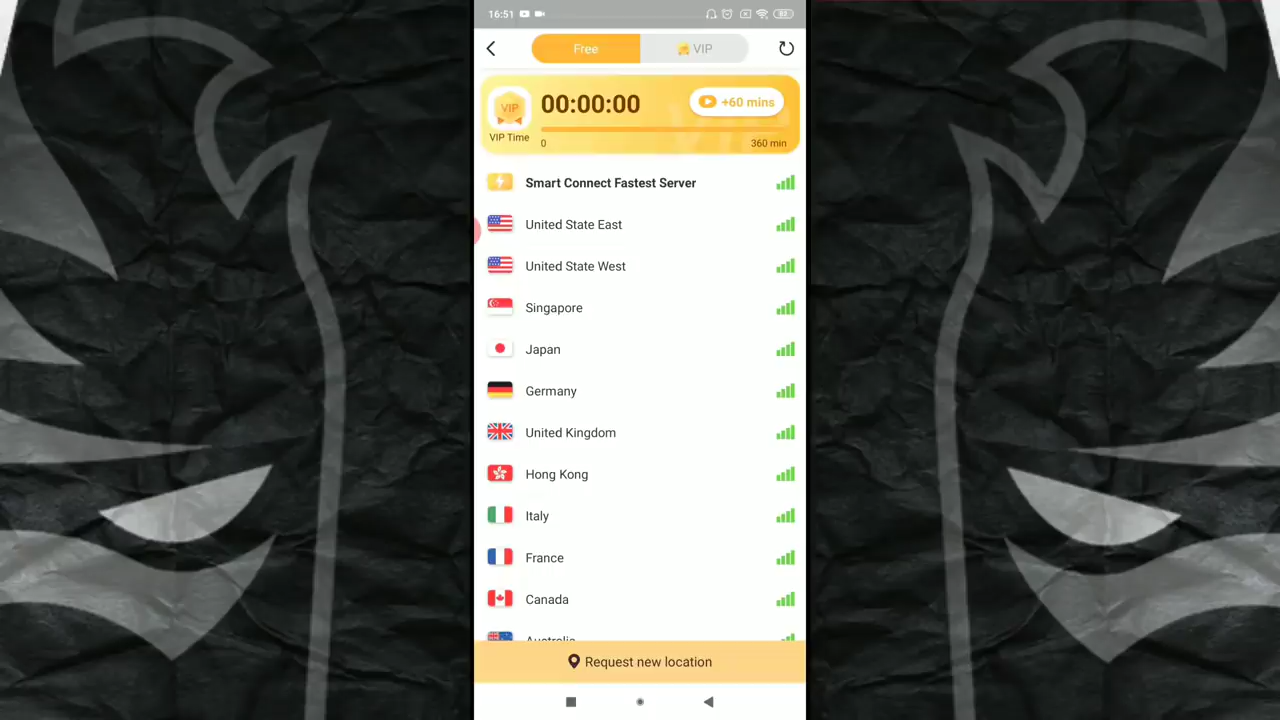 16:51
82
Free
VIP
VIP
00:00:00
+60 mins
VIP Time
0
360 min
Smart Connect Fastest Server
United State East
United State West
Singapore
Japan
Germany
United Kingdom
Hong Kong
Italy
France
Canada
Australia
Request new location